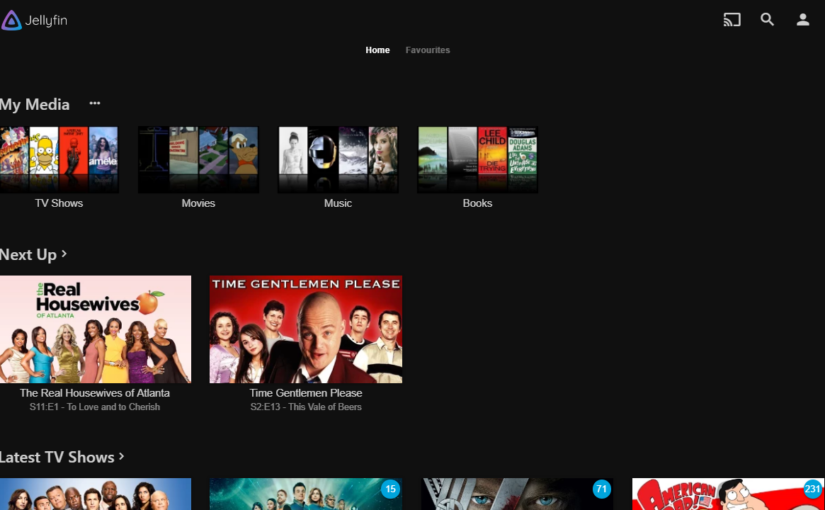 Jellyfin
Home Favourites
My Media
TV Shows Movies Music Books
amélie
LEE CHILD
DOUGLAS ADAMS
Next Up
the Real Housewives OF ATLANTA
TIME GENTLEMEN PLEASE
The Real Housewives of Atlanta
S11:E1 - To Love and to Cherish
Time Gentlemen Please
S2:E13 - This Vale of Beers
Latest TV Shows
15
71
231
AMERICAN DAD!